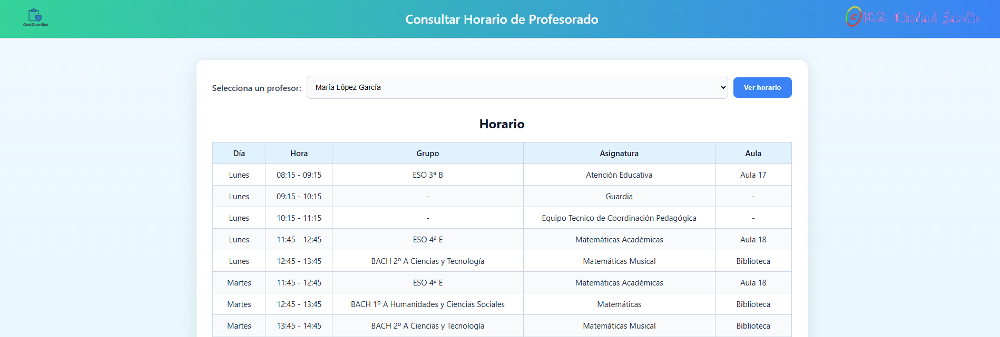 GestGuardias
Consultar Horario de Profesorado
IES Ciudad Jardín
Selecciona un profesor: María López García Ver horario
Horario
Día Hora Grupo Asignatura Aula
Lunes 08:15 - 09:15 ESO 3ª B Atención Educativa Aula 17
Lunes 09:15 - 10:15 - Guardia -
Lunes 10:15 - 11:15 - Equipo Tecnico de Coordinación Pedagógica -
Lunes 11:45 - 12:45 ESO 4ª E Matemáticas Académicas Aula 18
Lunes 12:45 - 13:45 BACH 2º A Ciencias y Tecnología Matemáticas Musical Biblioteca
Martes 11:45 - 12:45 ESO 4ª E Matemáticas Académicas Aula 18
Martes 12:45 - 13:45 BACH 1º A Humanidades y Ciencias Sociales Matemáticas Biblioteca
Martes 13:45 - 14:45 BACH 2º A Ciencias y Tecnología Matemáticas Musical Biblioteca